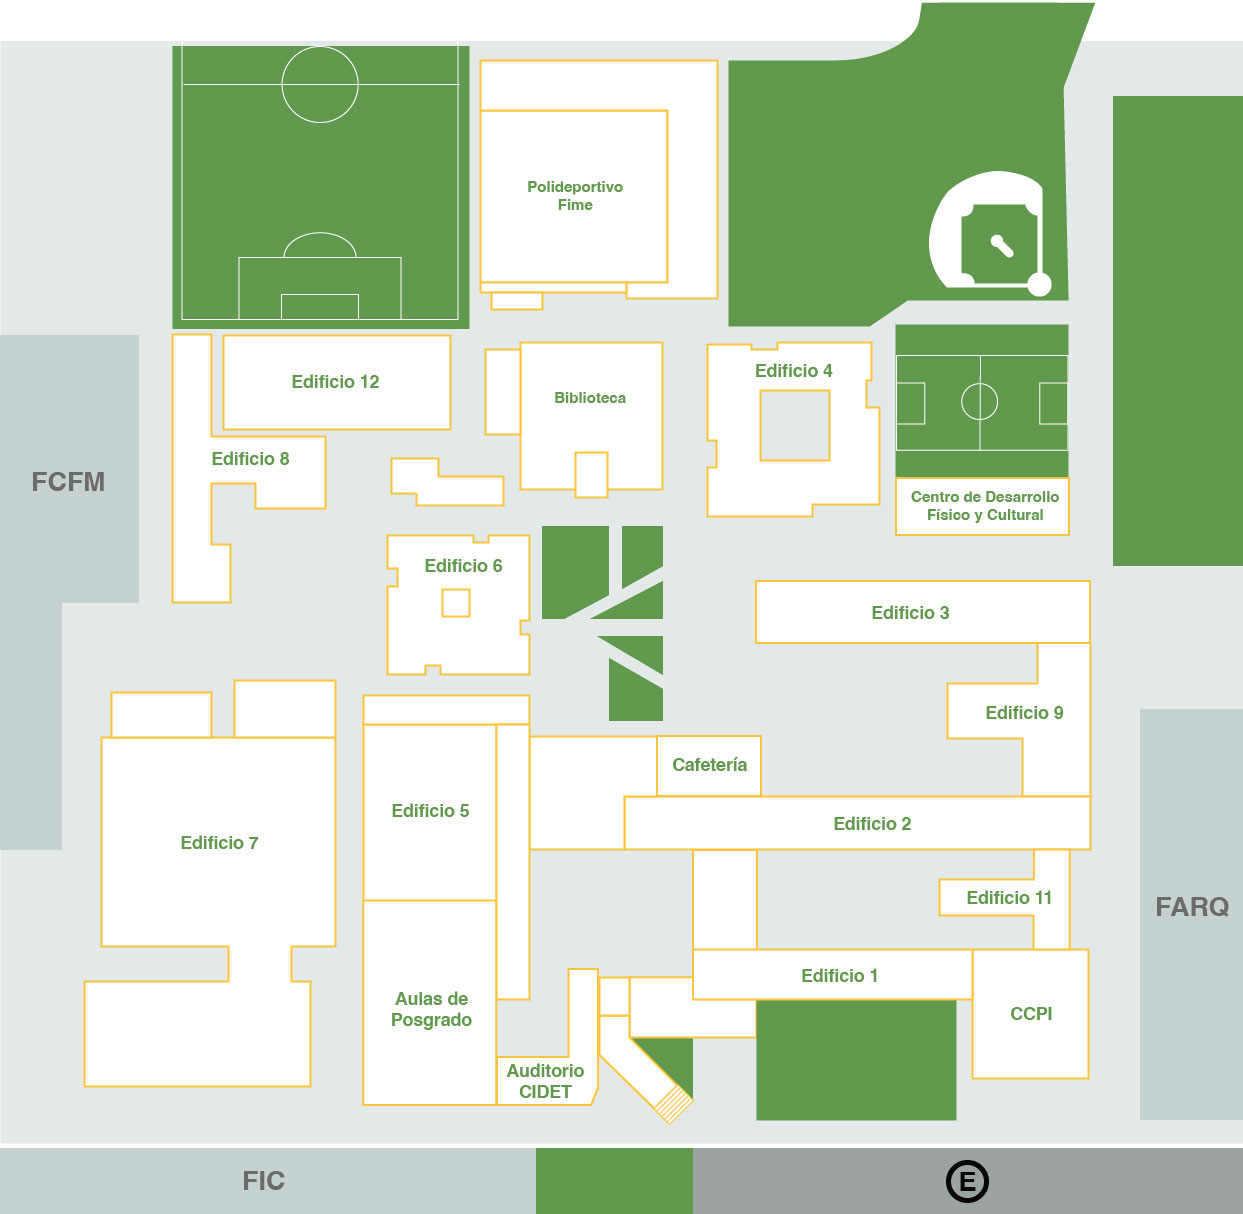 Polideportivo
Fime
Edificio 12
Biblioteca
Edificio 4
Edificio 8
FCFM
Centro de Desarrollo
Físico y Cultural
Edificio 6
Edificio 3
Edificio 9
Cafetería
Edificio 5
Edificio 2
Edificio 7
Edificio 11
FARQ
Edificio 1
Aulas de
Posgrado
CCPI
Auditorio
CIDET
FIC
E